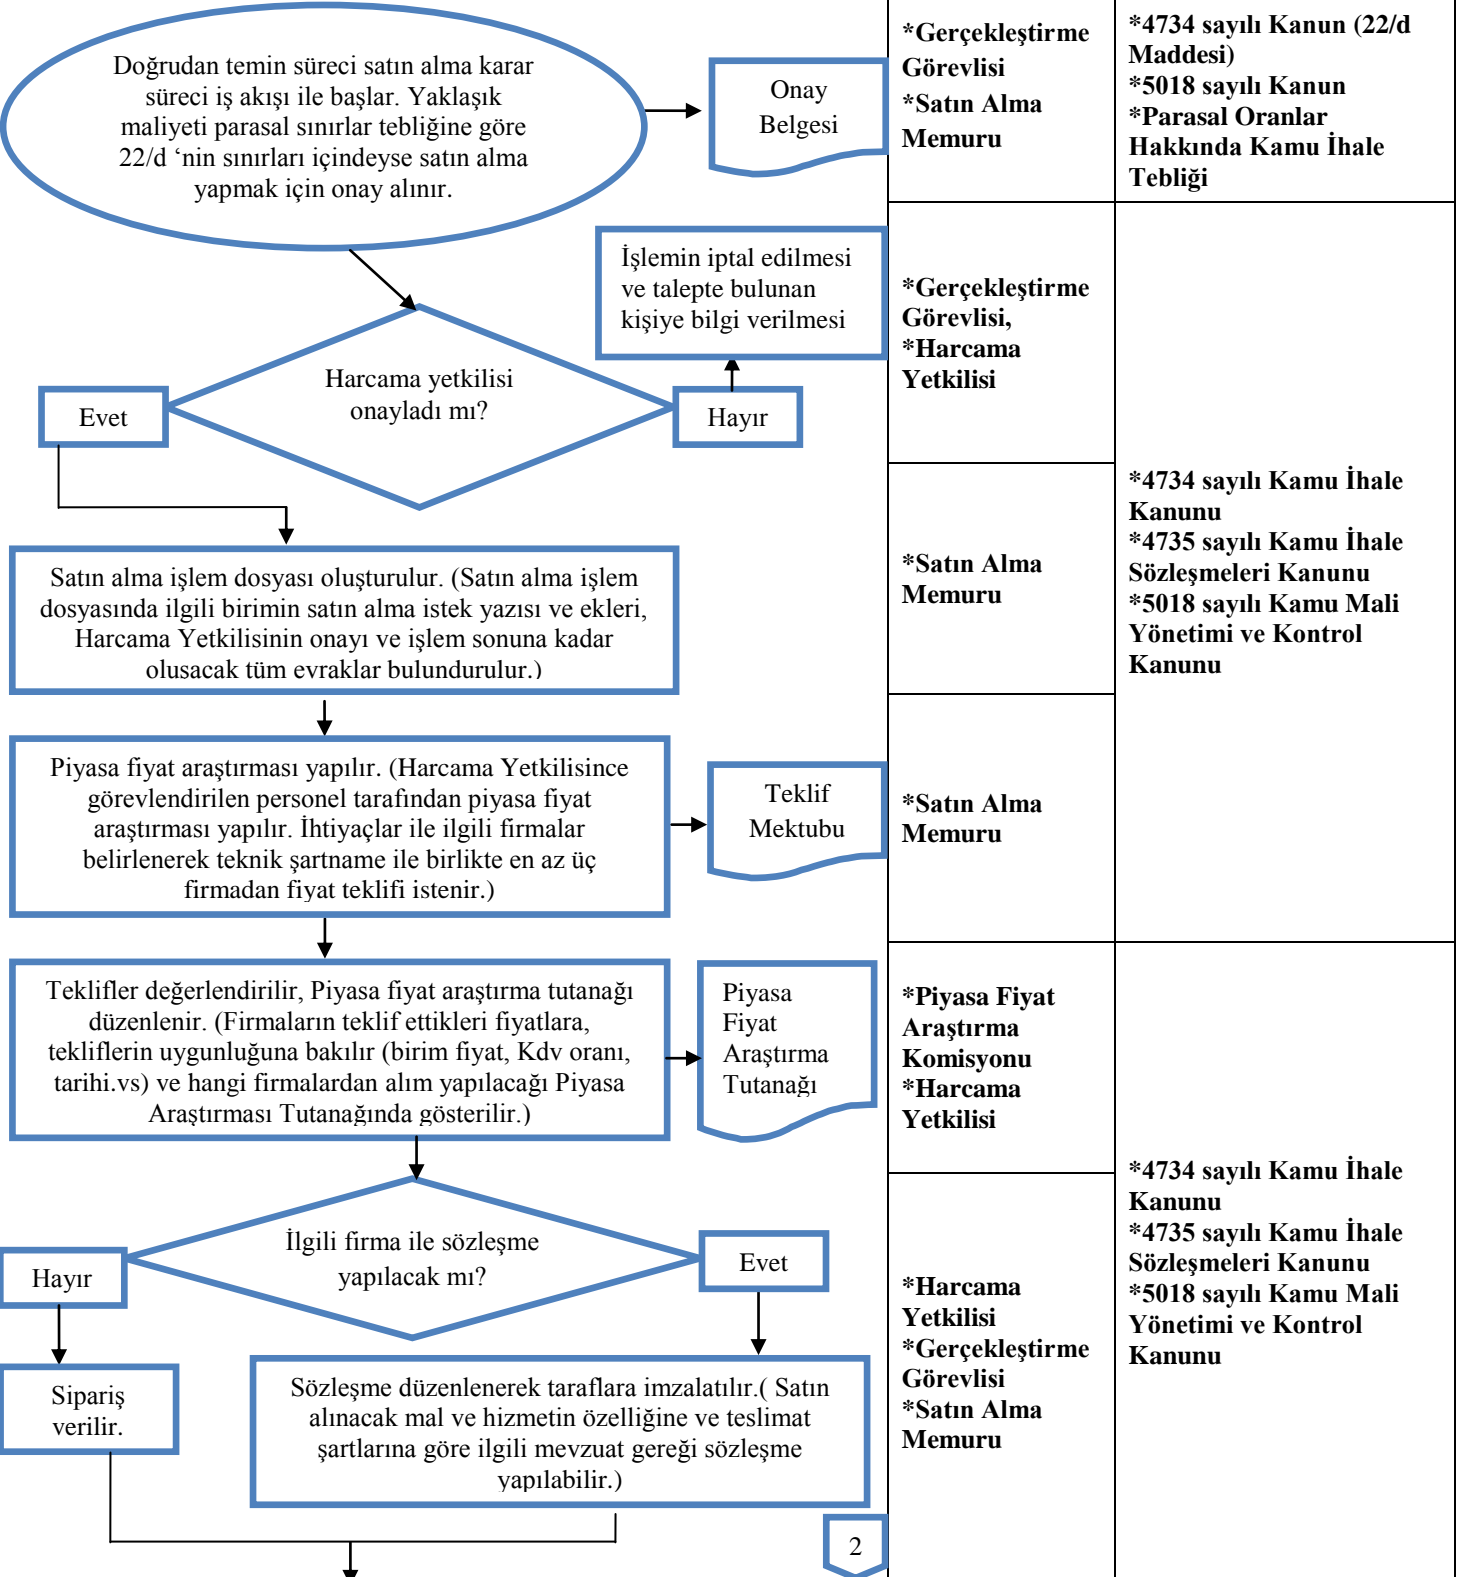 Doğrudan temin süreci satın alma karar
süreci iş akışı ile başlar. Yaklaşık
maliyeti parasal sınırlar tebliğine göre
22/d ‘nin sınırları içindeyse satın alma
yapmak için onay alınır.
Onay
Belgesi
*Gerçekleştirme
Görevlisi
*Satın Alma
Memuru
*4734 sayılı Kanun (22/d
Maddesi)
*5018 sayılı Kanun
*Parasal Oranlar
Hakkında Kamu İhale
Tebliği
İşlemin iptal edilmesi
ve talepte bulunan
kişiye bilgi verilmesi
Harcama yetkilisi
onayladı mı?
Evet
Hayır
*Gerçekleştirme
Görevlisi,
*Harcama
Yetkilisi
Satın alma işlem dosyası oluşturulur. (Satın alma işlem
dosyasında ilgili birimin satın alma istek yazısı ve ekleri,
Harcama Yetkilisinin onayı ve işlem sonuna kadar
olusacak tüm evraklar bulundurulur.)
*Satın Alma
Memuru
*4734 sayılı Kamu İhale
Kanunu
*4735 sayılı Kamu İhale
Sözleşmeleri Kanunu
*5018 sayılı Kamu Mali
Yönetimi ve Kontrol
Kanunu
Piyasa fiyat araştırması yapılır. (Harcama Yetkilisince
görevlendirilen personel tarafından piyasa fiyat
araştırması yapılır. İhtiyaçlar ile ilgili firmalar
belirlenerek teknik şartname ile birlikte en az üç
firmadan fiyat teklifi istenir.)
Teklif
Mektubu
*Satın Alma
Memuru
Teklifler değerlendirilir, Piyasa fiyat araştırma tutanağı
düzenlenir. (Firmaların teklif ettikleri fiyatlara,
tekliflerin uygunluğuna bakılır (birim fiyat, Kdv oranı,
tarihi.vs) ve hangi firmalardan alım yapılacağı Piyasa
Araştırması Tutanağında gösterilir.)
Piyasa
Fiyat
Araştırma
Tutanağı
*Piyasa Fiyat
Araştırma
Komisyonu
*Harcama
Yetkilisi
İlgili firma ile sözleşme
yapılacak mı?
Hayır
Evet
Sipariş
verilir.
Sözleşme düzenlenerek taraflara imzalatılır.( Satın
alınacak mal ve hizmetin özelliğine ve teslimat
şartlarına göre ilgili mevzuat gereği sözleşme
yapılabilir.)
*Harcama
Yetkilisi
*Gerçekleştirme
Görevlisi
*Satın Alma
Memuru
*4734 sayılı Kamu İhale
Kanunu
*4735 sayılı Kamu İhale
Sözleşmeleri Kanunu
*5018 sayılı Kamu Mali
Yönetimi ve Kontrol
Kanunu
2